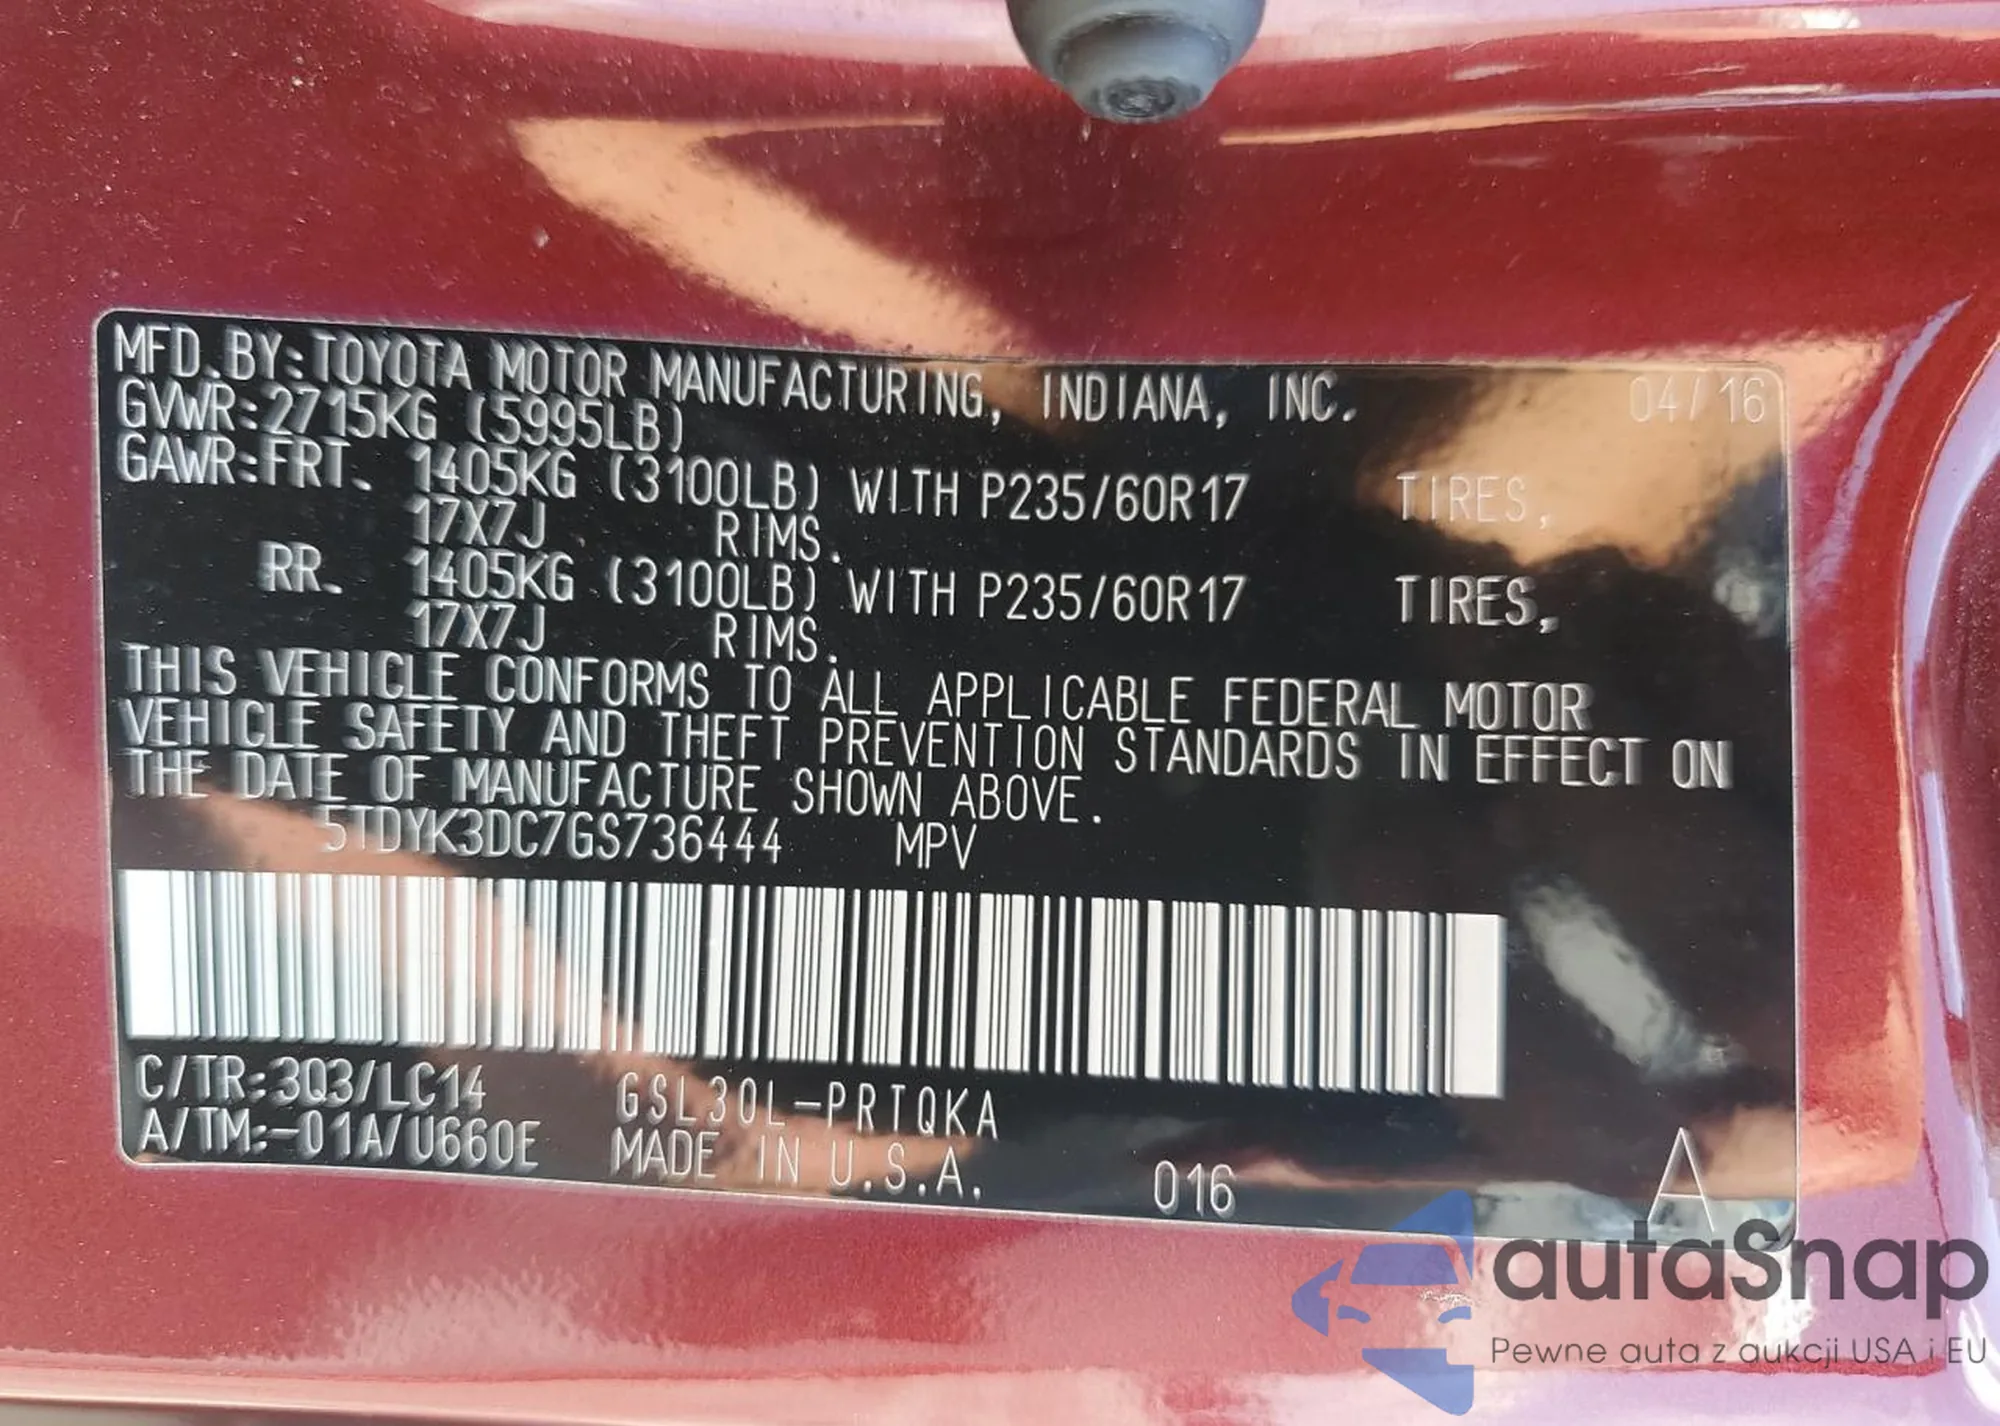 MFD.BY:TOYOTA MOTOR MANUFACTURING, INDIANA, INC. 04/16
GVWR:2715KG (5995LB)
GAWR:FRT. 1405KG (3100LB) WITH P235/60R17 TIRES,
17X7J RIMS.
RR. 1405KG (3100LB) WITH P235/60R17 TIRES,
17X7J RIMS.
THIS VEHICLE CONFORMS TO ALL APPLICABLE FEDERAL MOTOR
VEHICLE SAFETY AND THEFT PREVENTION STANDARDS IN EFFECT ON
THE DATE OF MANUFACTURE SHOWN ABOVE.
5TDYK3DC7GS736444 MPV
C/TR:3Q3/LC14 GSL30L-PRTQKA
A/TM:-01A/U660E MADE IN U.S.A. 016 A
autaSnap
Pewne auta z aukcji USA i EU